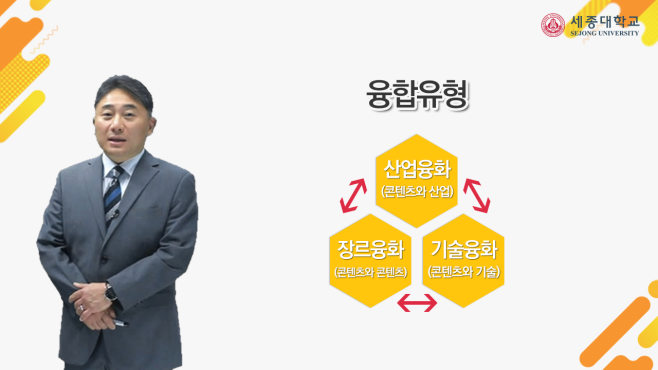 세종대학교
SEJONG UNIVERSITY
융합유형
산업융화
(콘텐츠와 산업)
장르융화
(콘텐츠와 콘텐츠)
기술융화
(콘텐츠와 기술)